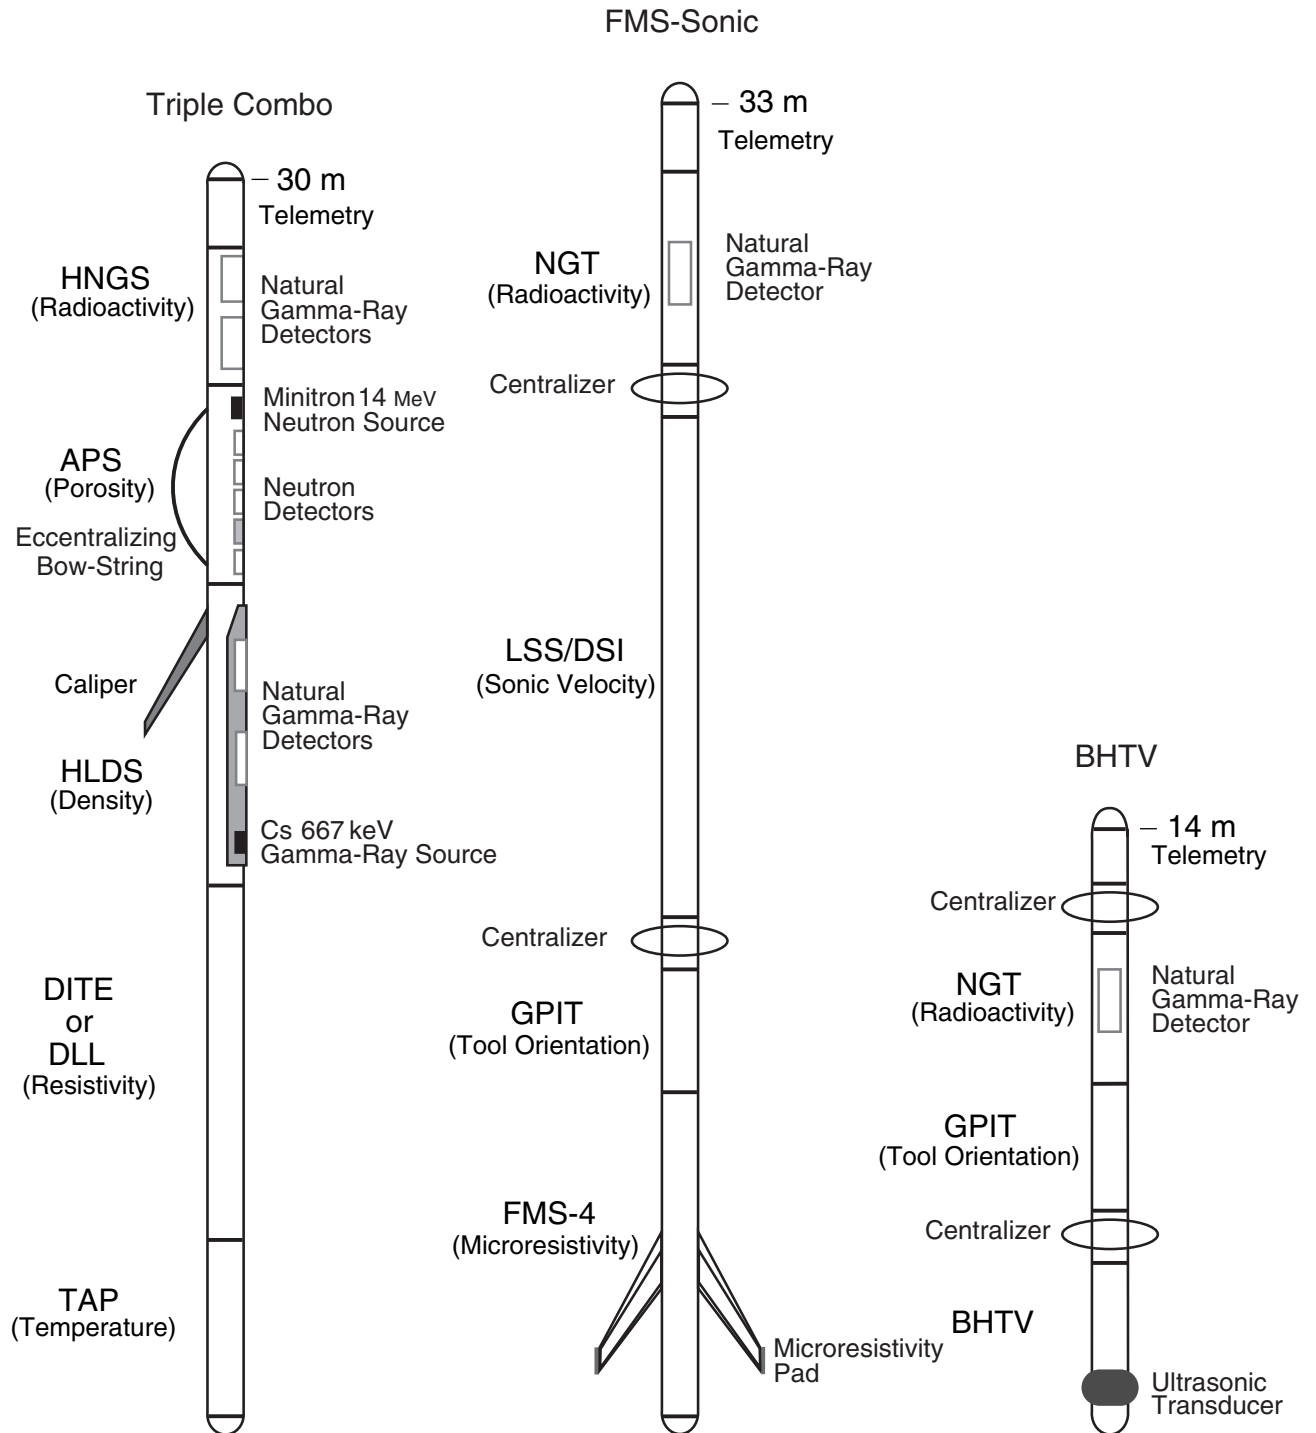 FMS-Sonic
Triple Combo
– 30 m
Telemetry
HNGS
(Radioactivity)
Natural
Gamma-Ray
Detectors
Minitron 14 MeV
Neutron Source
APS
(Porosity)
Neutron
Detectors
Eccentralizing
Bow-String
Caliper
Natural
Gamma-Ray
Detectors
HLDS
(Density)
Cs 667 keV
Gamma-Ray Source
DITE
or
DLL
(Resistivity)
TAP
(Temperature)
– 33 m
Telemetry
NGT
(Radioactivity)
Natural
Gamma-Ray
Detector
Centralizer
LSS/DSI
(Sonic Velocity)
Centralizer
GPIT
(Tool Orientation)
FMS-4
(Microresistivity)
Microresistivity
Pad
BHTV
– 14 m
Telemetry
Centralizer
NGT
(Radioactivity)
Natural
Gamma-Ray
Detector
GPIT
(Tool Orientation)
Centralizer
BHTV
Ultrasonic
Transducer